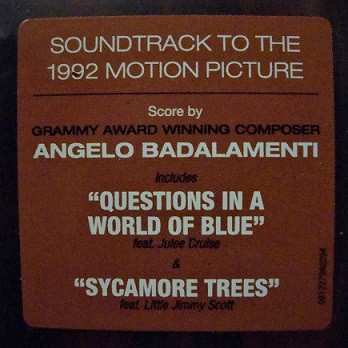 SOUNDTRACK TO THE
1992 MOTION PICTURE
Score by
GRAMMY AWARD WINNING COMPOSER
ANGELO BADALAMENTI
Includes
“QUESTIONS IN A
WORLD OF BLUE”
feat. Julee Cruise
&
“SYCAMORE TREES”
feat. Little Jimmy Scott